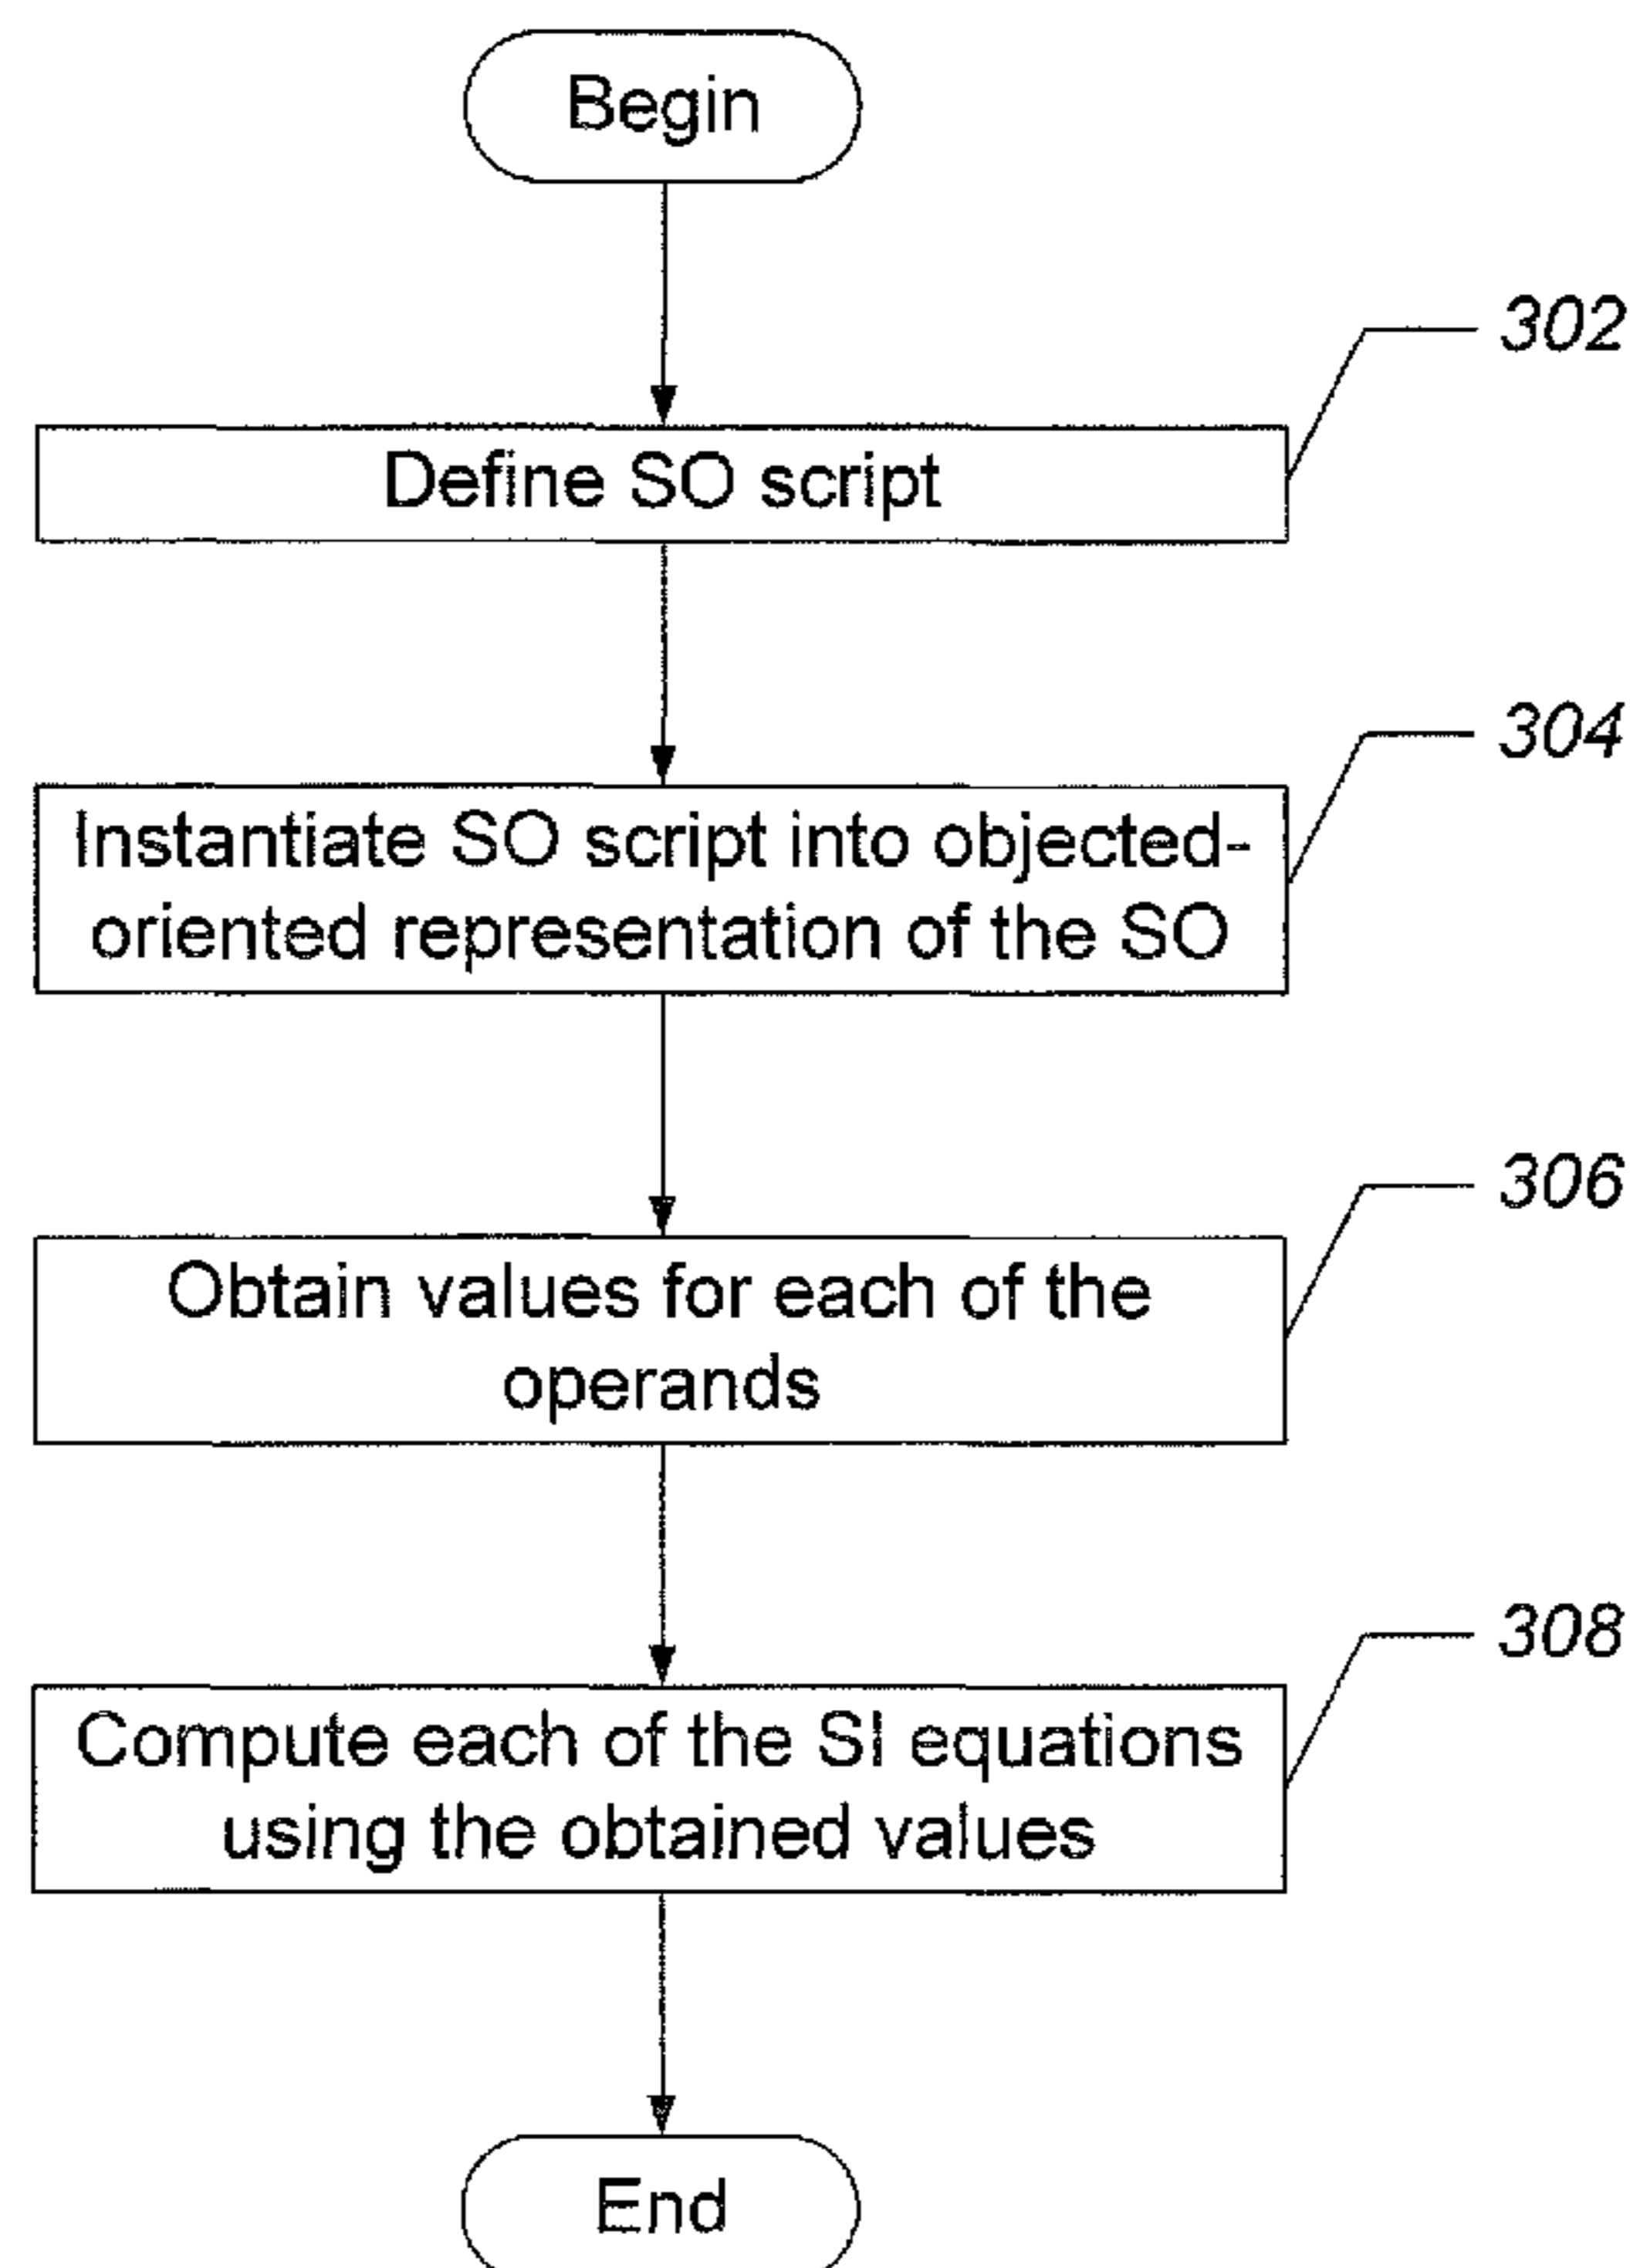 Begin
302
Define SO script
304
Instantiate SO script into objected-
oriented representation of the SO
306
Obtain values for each of the
operands
308
Compute each of the SI equations
using the obtained values
End